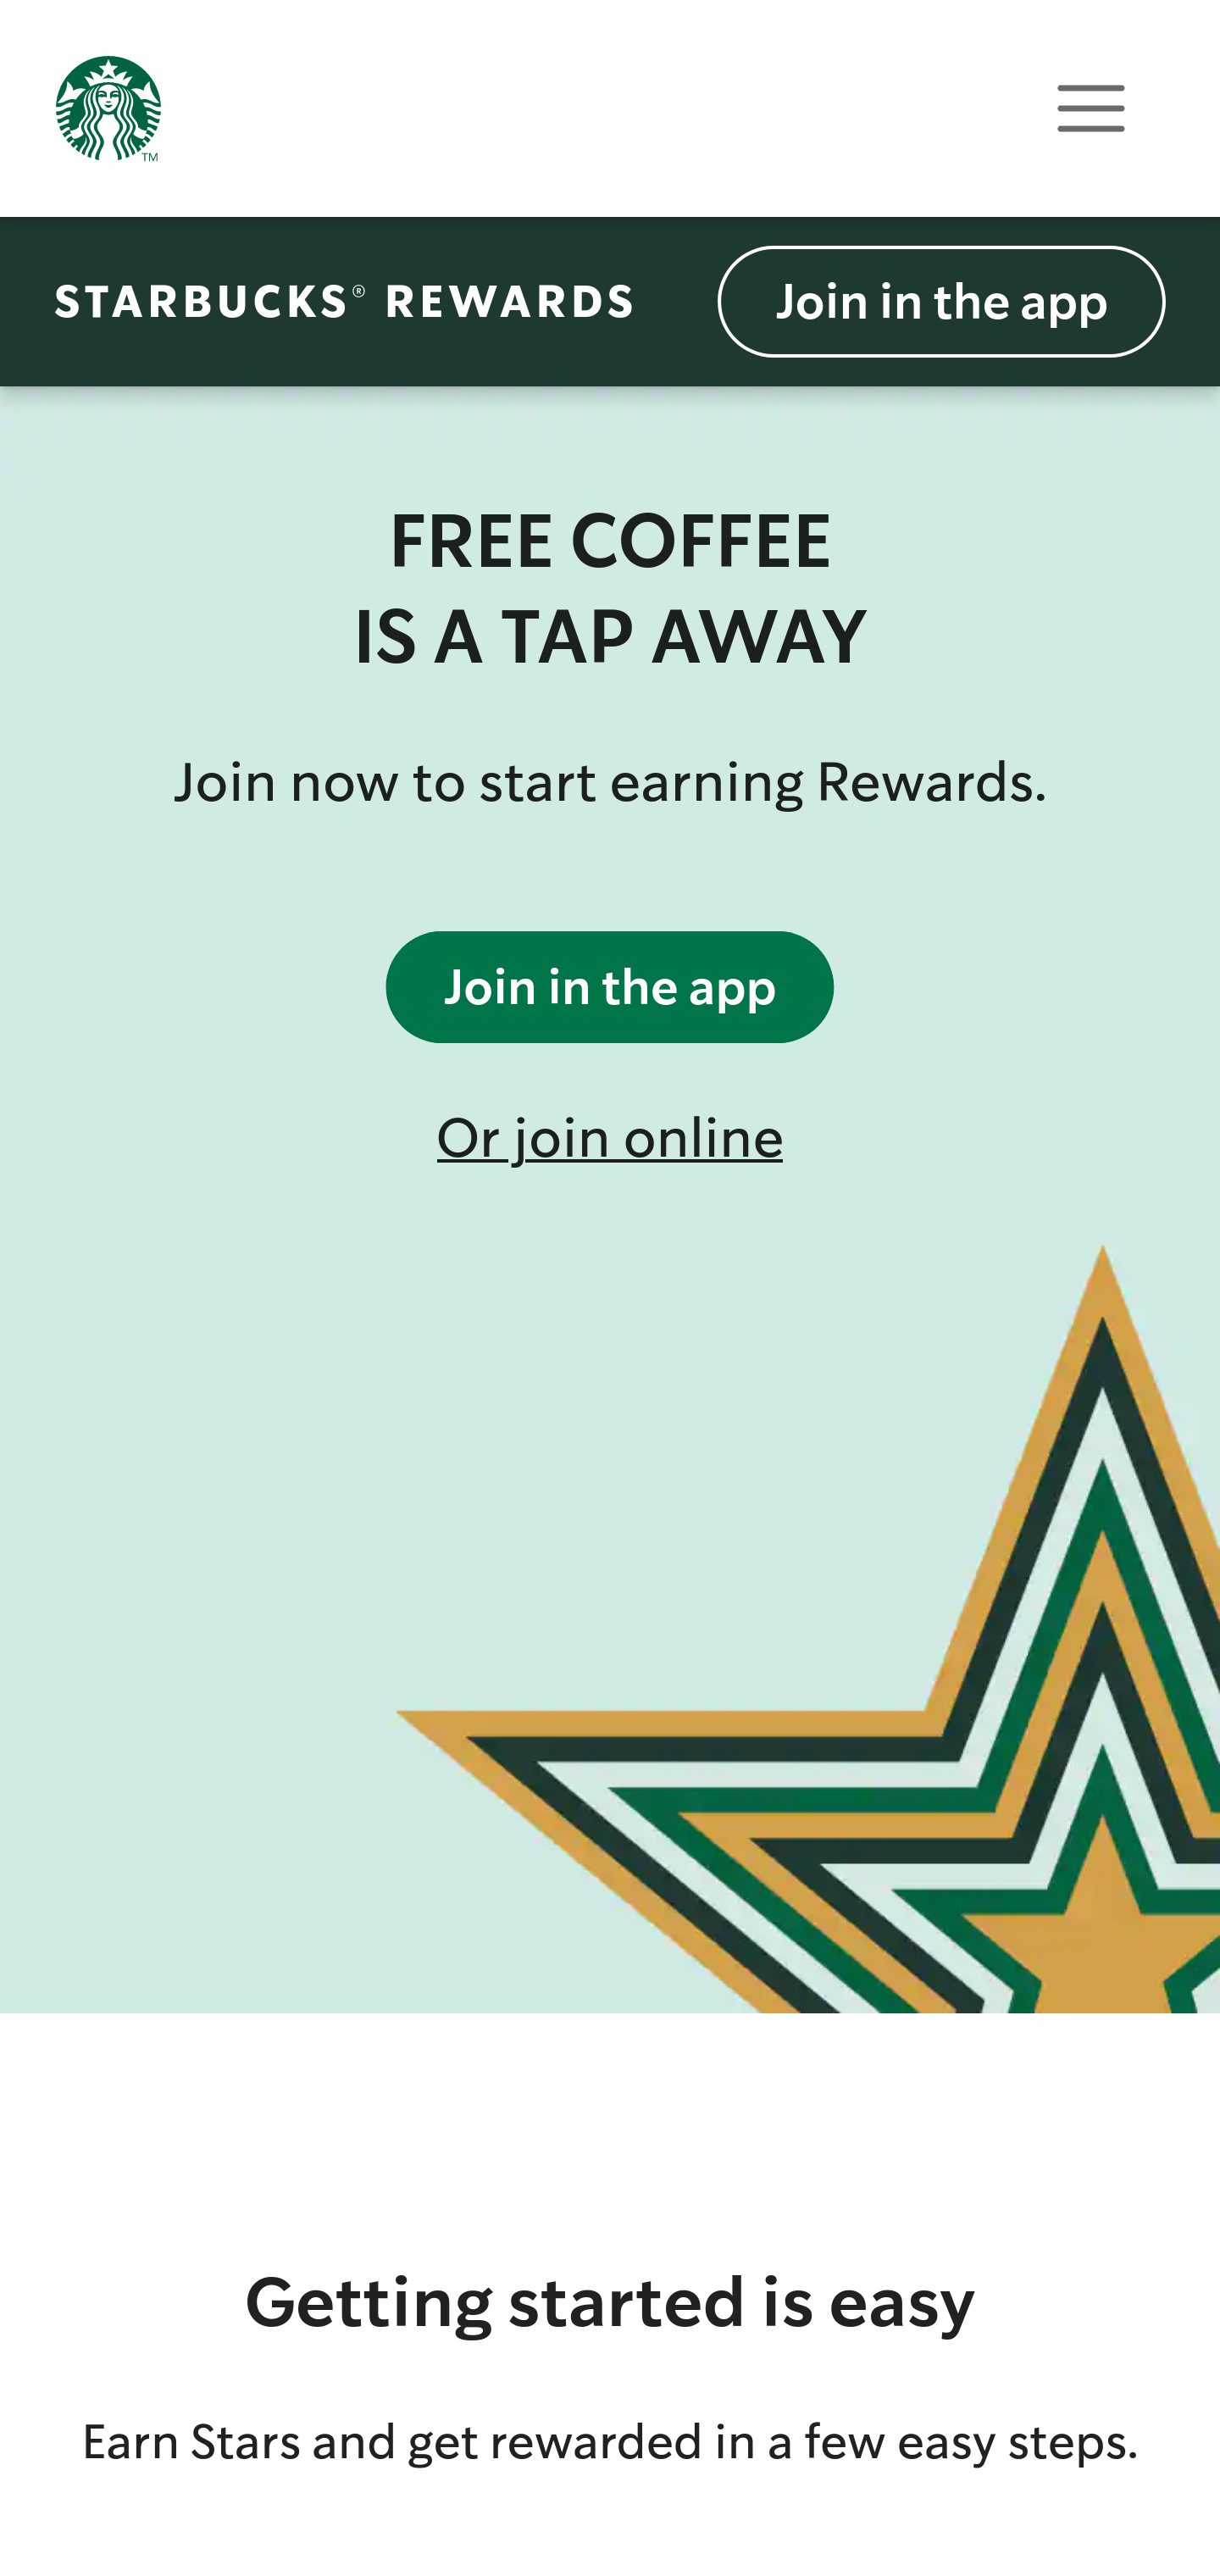 TM
STARBUCKS® REWARDS
Join in the app
FREE COFFEE
IS A TAP AWAY
Join now to start earning Rewards.
Join in the app
Or join online
Getting started is easy
Earn Stars and get rewarded in a few easy steps.